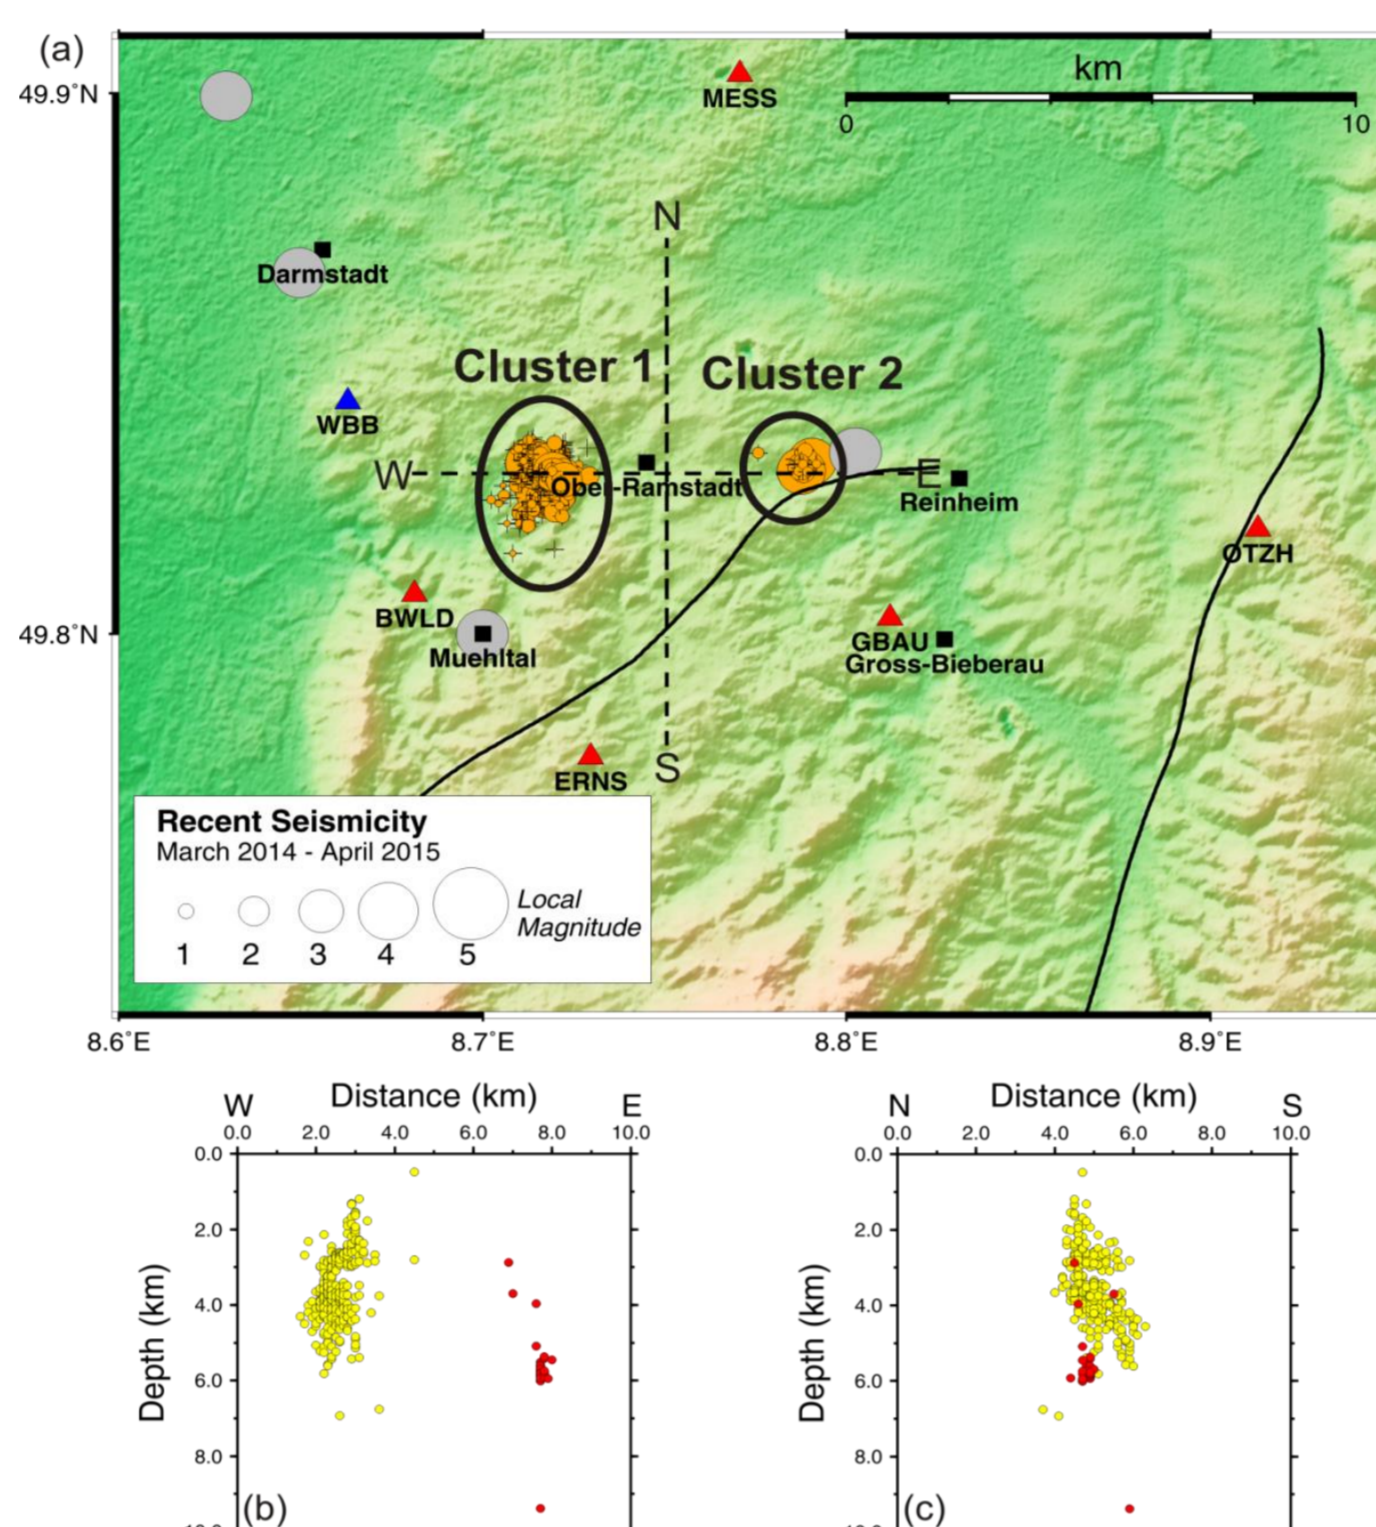 (a)
km
0 10
MESS
49.9°N
N
Darmstadt
Cluster 1
Cluster 2
WBB
W
E
Ober-Ramstadt
Reinheim
OTZH
BWLD
49.8°N
GBAU
Muehltal
Gross-Bieberau
S
ERNS
Recent Seismicity
March 2014 - April 2015
Local
Magnitude
1 2 3 4 5
8.6°E 8.7°E 8.8°E 8.9°E
W Distance (km) E
0.0 2.0 4.0 6.0 8.0 10.0
0.0
2.0
4.0
6.0
8.0
Depth (km)
(b)
N Distance (km) S
0.0 2.0 4.0 6.0 8.0 10.0
0.0
2.0
4.0
6.0
8.0
Depth (km)
(c)